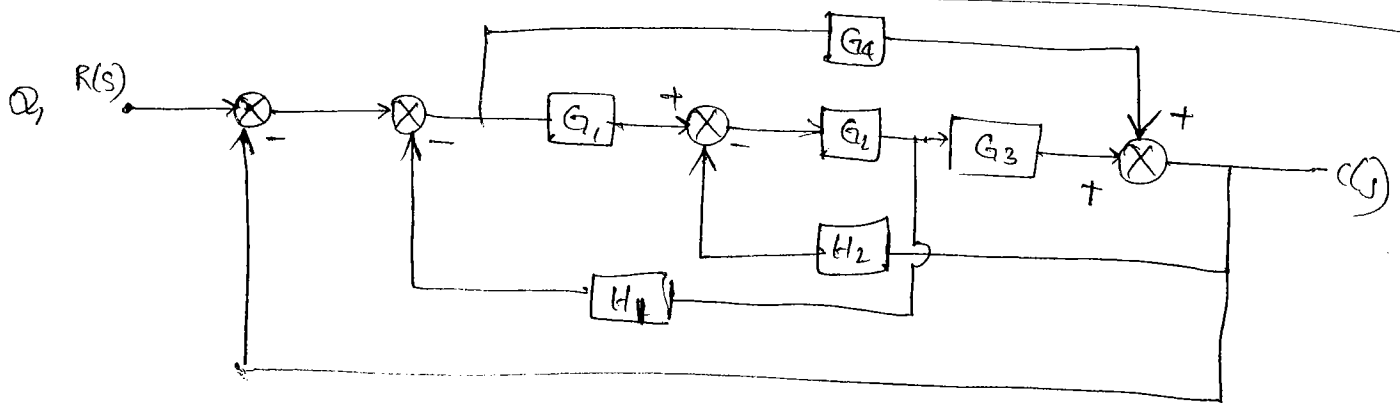 G4
Q, R(S)
G1
+
-
G2
G3
+
+
C(s)
-
-
H2
H1